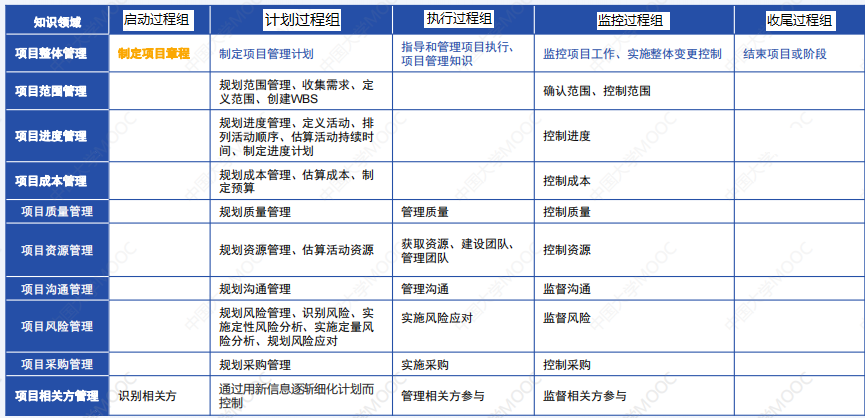 知识领域 启动过程组 计划过程组 执行过程组 监控过程组 收尾过程组
项目整体管理 制定项目章程 制定项目管理计划 指导和管理项目执行、 监控项目工作、实施整体变更控制 结束项目或阶段
项目管理知识
项目范围管理 规划范围管理、收集需求、定 确认范围、控制范围
义范围、创建WBS
项目进度管理 规划进度管理、定义活动、排 控制进度
列活动顺序、估算活动持续时
间、制定进度计划
项目成本管理 规划成本管理、估算成本、制 控制成本
定预算
项目质量管理 规划质量管理 管理质量 控制质量
项目资源管理 规划资源管理、估算活动资源 获取资源、建设团队、 控制资源
管理团队
项目沟通管理 规划沟通管理 管理沟通 监督沟通
项目风险管理 规划风险管理、识别风险、实 实施风险应对 监督风险
施定性风险分析、实施定量风
险分析、规划风险应对
项目采购管理 规划采购管理 实施采购 控制采购
项目相关方管理 识别相关方 通过用新信息逐渐细化计划而 管理相关方参与 监督相关方参与
控制
中国大学MOOC